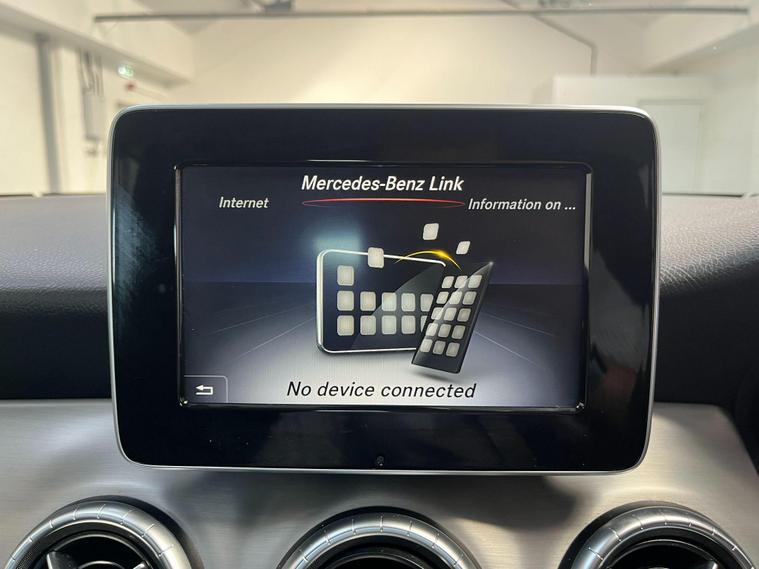 Mercedes-Benz Link
Internet
Information on ...
No device connected